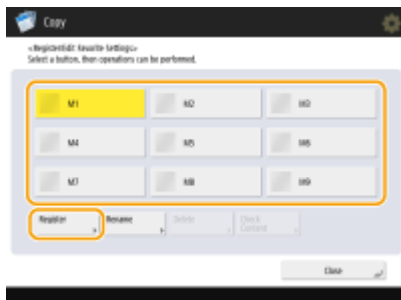 Copy
<Register/Edit Favorite Settings>
Select a button, then operations can be performed.
M1 M2 M3
M4 M5 M6
M7 M8 M9
Register Rename Delete Check Content
Close